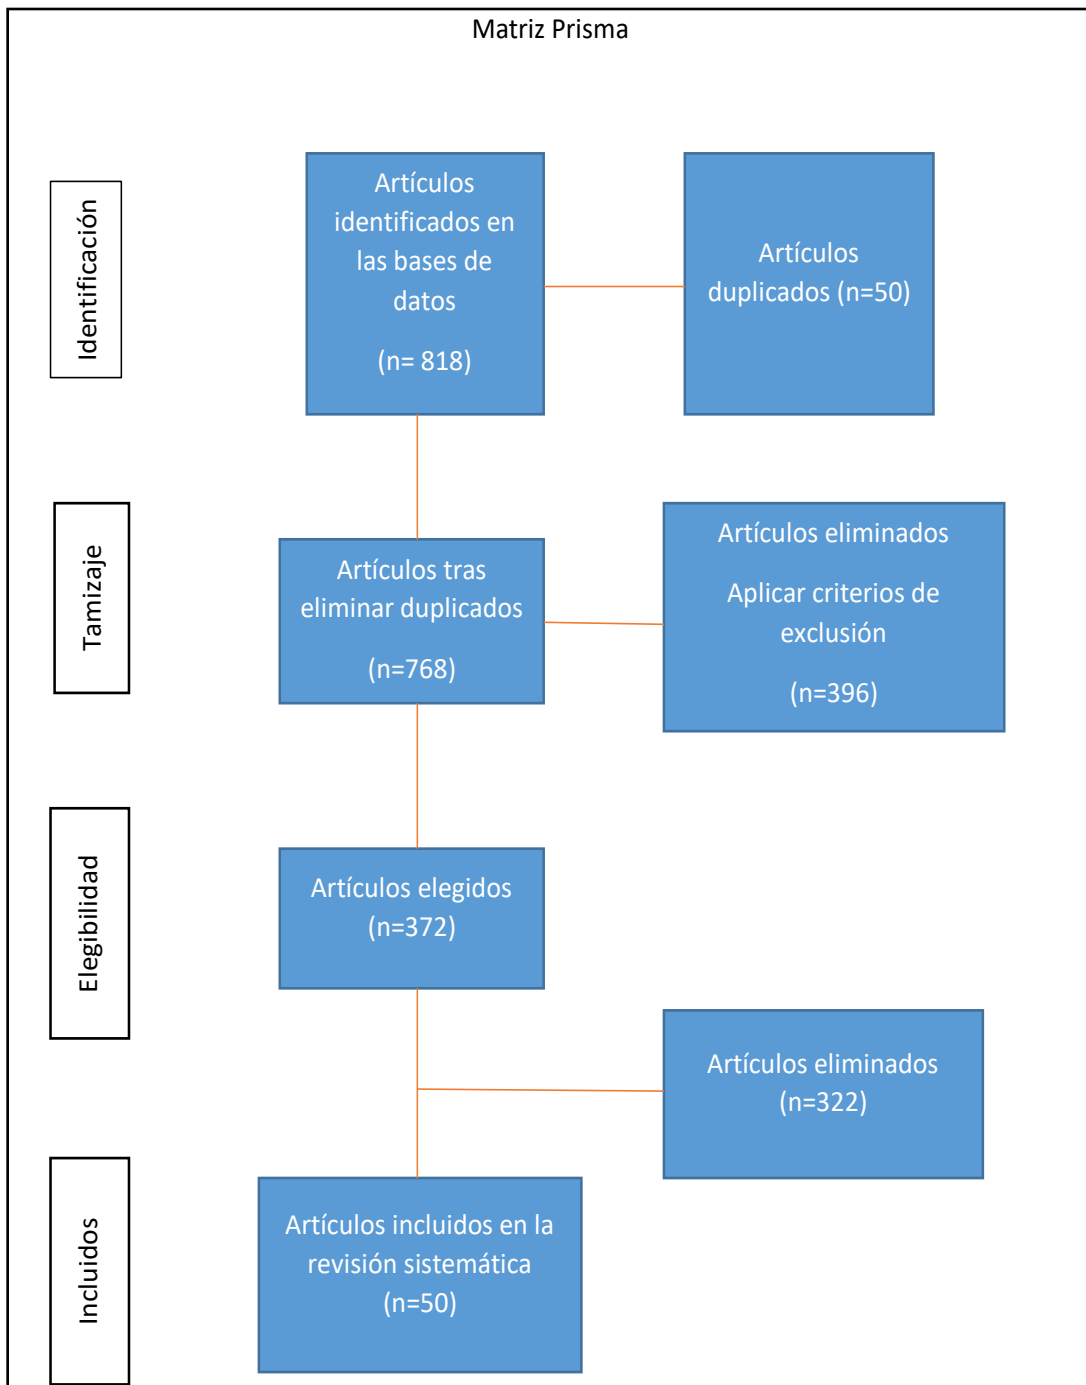 Matriz Prisma
Identificación
Artículos
identificados en
las bases de
datos
(n= 818)
Artículos
duplicados (n=50)
Tamizaje
Artículos tras
eliminar duplicados
(n=768)
Artículos eliminados
Aplicar criterios de
exclusión
(n=396)
Elegibilidad
Artículos elegidos
(n=372)
Artículos eliminados
(n=322)
Incluidos
Artículos incluidos en la
revisión sistemática
(n=50)